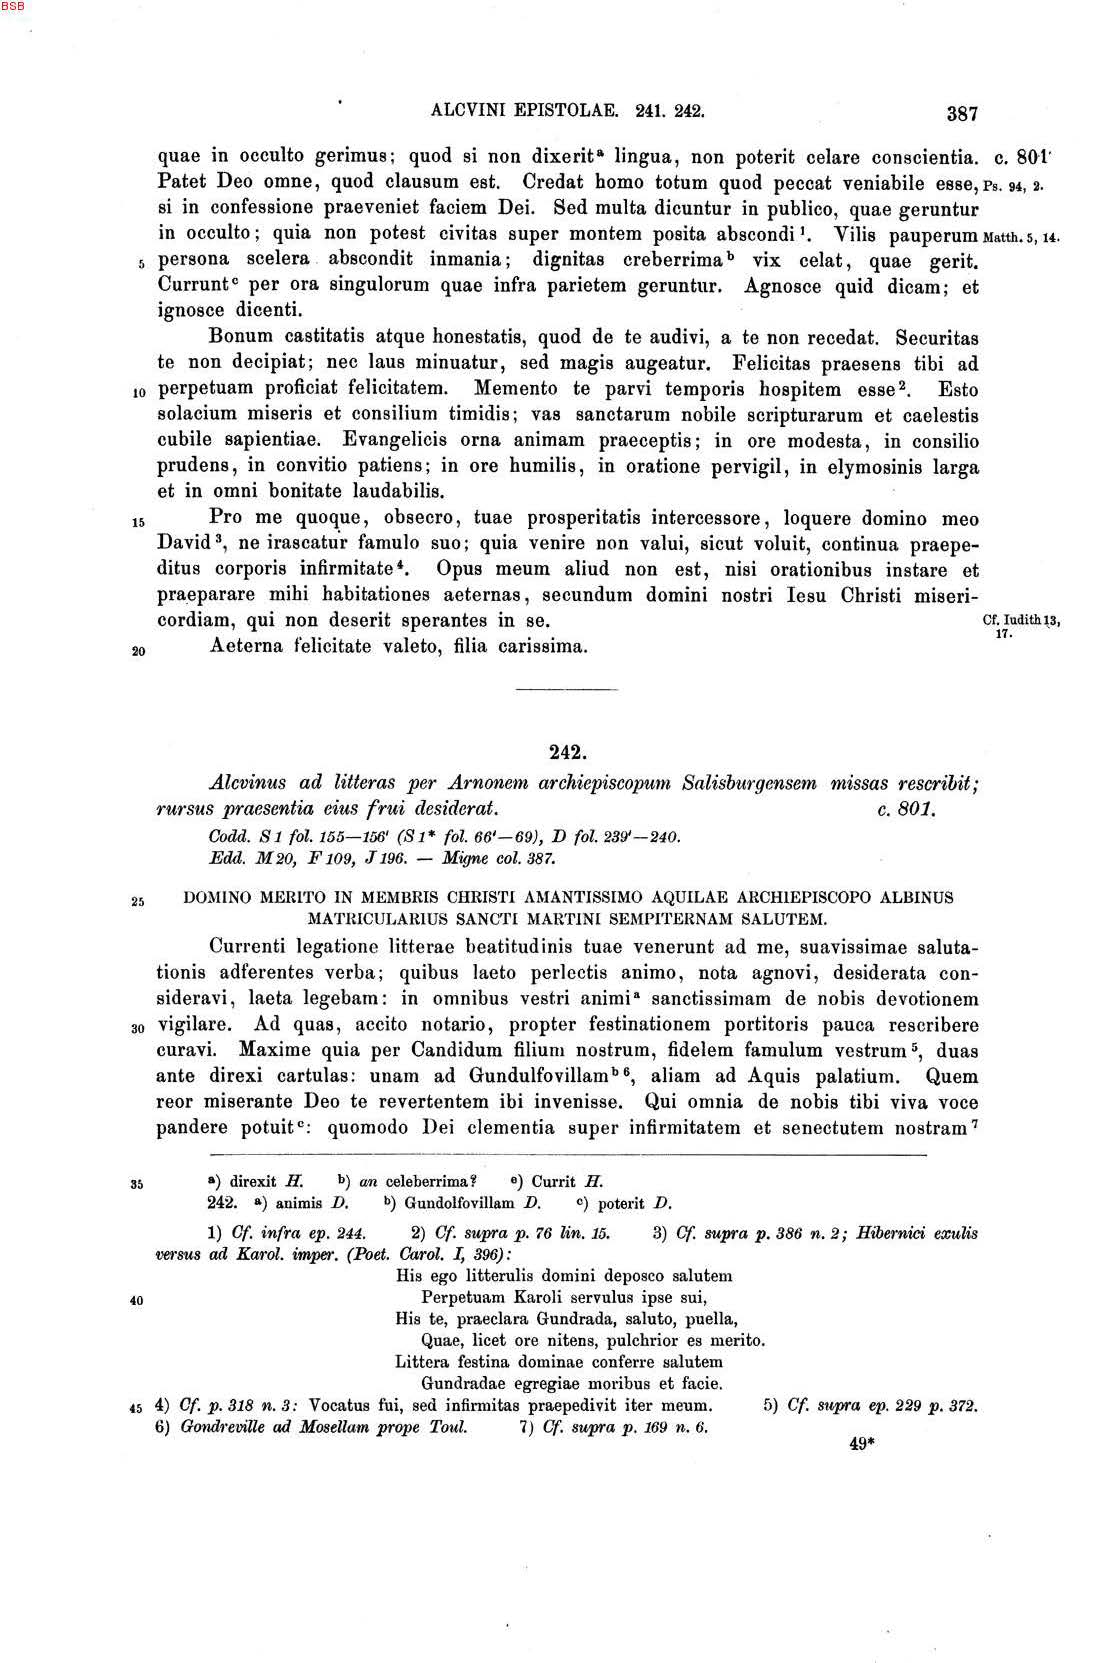 BSB
ALCVINI EPISTOLAE. 241. 242. 387
quae in occulto gerimus; quod si non dixerit a lingua, non poterit celare conscientia. c. 801
Patet Deo omne, quod clausum est. Credat homo totum quod peccat veniabile esse, Ps. 94, 2.
si in confessione praeveniet faciem Dei. Sed multa dicuntur in publico, quae geruntur
in occulto; quia non potest civitas super montem posita abscondi 1. Vilis pauperum Matth. 5, 14.
5 persona scelera abscondit inmania; dignitas creberrima b vix celat, quae gerit.
Currunt c per ora singulorum quae infra parietem geruntur. Agnosce quid dicam; et
ignosce dicenti.
Bonum castitatis atque honestatis, quod de te audivi, a te non recedat. Securitas
te non decipiat; nec laus minuatur, sed magis augeatur. Felicitas praesens tibi ad
10 perpetuam proficiat felicitatem. Memento te parvi temporis hospitem esse 2. Esto
solacium miseris et consilium timidis; vas sanctarum nobile scripturarum et caelestis
cubile sapientiae. Evangelicis orna animam praeceptis; in ore modesta, in consilio
prudens, in convitio patiens; in ore humilis, in oratione pervigil, in elymosinis larga
et in omni bonitate laudabilis.
15 Pro me quoque, obsecro, tuae prosperitatis intercessore, loquere domino meo
David 3, ne irascatur famulo suo; quia venire non valui, sicut voluit, continua praepe-
ditus corporis infirmitate 4. Opus meum aliud non est, nisi orationibus instare et
praeparare mihi habitationes aeternas, secundum domini nostri Iesu Christi miseri-
cordiam, qui non deserit sperantes in se. Cf. Iudith 13,
17.
20 Aeterna felicitate valeto, filia carissima.
242.
Alcvinus ad litteras per Arnonem archiepiscopum Salisburgensem missas rescribit;
rursus praesentia eius frui desiderat. c. 801.
Codd. S 1 fol. 155—156' (S 1* fol. 66'—69), D fol. 239'—240.
Edd. M 20, F 109, J 196. — Migne col. 387.
25 DOMINO MERITO IN MEMBRIS CHRISTI AMANTISSIMO AQUILAE ARCHIEPISCOPO ALBINUS
MATRICULARIUS SANCTI MARTINI SEMPITERNAM SALUTEM.
Currenti legatione litterae beatitudinis tuae venerunt ad me, suavissimae saluta-
tionis adferentes verba; quibus laeto perlectis animo, nota agnovi, desiderata con-
sideravi, laeta legebam: in omnibus vestri animi a sanctissimam de nobis devotionem
30 vigilare. Ad quas, accito notario, propter festinationem portitoris pauca rescribere
curavi. Maxime quia per Candidum filium nostrum, fidelem famulum vestrum 5, duas
ante direxi cartulas: unam ad Gundulfovillam b 6, aliam ad Aquis palatium. Quem
reor miserante Deo te revertentem ibi invenisse. Qui omnia de nobis tibi viva voce
pandere potuit c: quomodo Dei clementia super infirmitatem et senectutem nostram 7
35 a) direxit H. b) an celeberrima? c) Currit H.
242. a) animis D. b) Gundolfovillam D. c) poterit D.
1) Cf. infra ep. 244. 2) Cf. supra p. 76 lin. 15. 3) Cf. supra p. 386 n. 2; Hibernici exulis
versus ad Karol. imper. (Poet. Carol. I, 396):
His ego litterulis domini deposco salutem
40 Perpetuam Karoli servulus ipse sui,
His te, praeclara Gundrada, saluto, puella,
Quae, licet ore nitens, pulchrior es merito.
Littera festina dominae conferre salutem
Gundradae egregiae moribus et facie.
45 4) Cf. p. 318 n. 3: Vocatus fui, sed infirmitas praepedivit iter meum. 5) Cf. supra ep. 229 p. 372.
6) Gondreville ad Mosellam prope Toul. 7) Cf. supra p. 169 n. 6.
49*